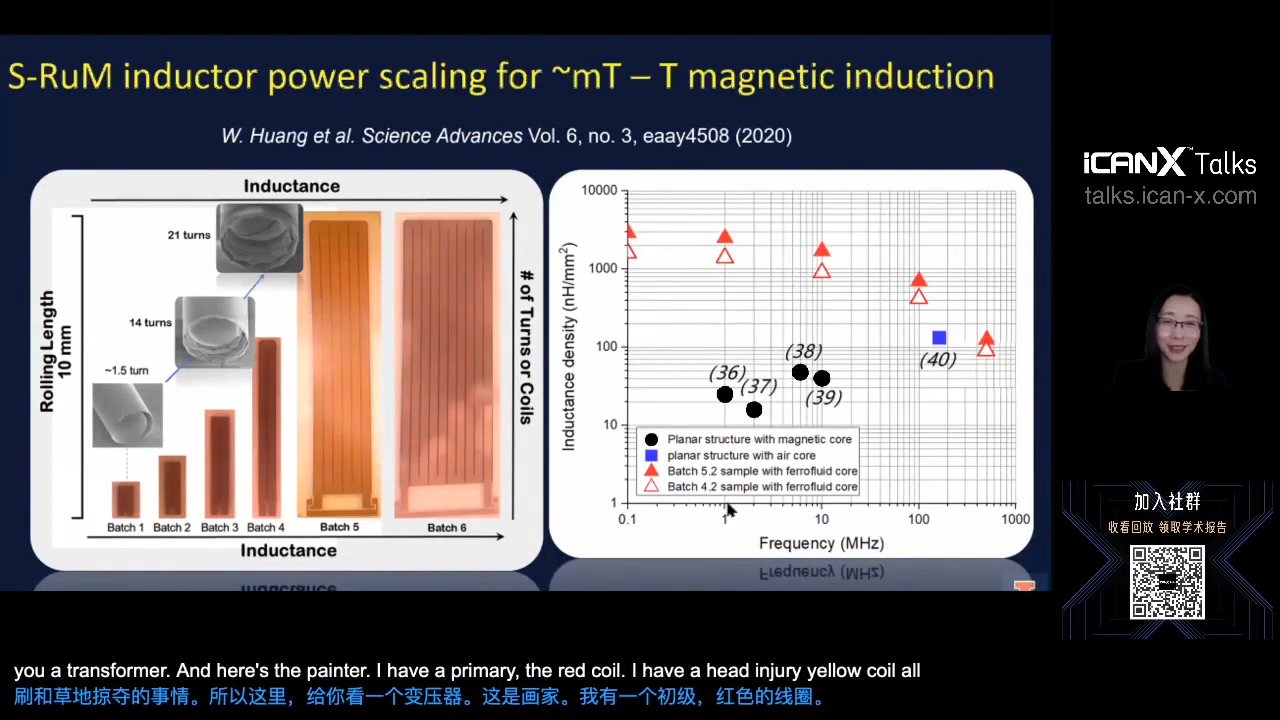 S-RuM inductor power scaling for ~mT – T magnetic induction
W. Huang et al. Science Advances Vol. 6, no. 3, eaay4508 (2020)
Inductance
21 turns
14 turns
~1.5 turn
Rolling Length
10 mm
# of Turns or Coils
Batch 1
Batch 2
Batch 3
Batch 4
Batch 5
Batch 6
Inductance
Inductance density (nH/mm²)
10000
1000
100
10
1
(36)
(37)
(38)
(39)
(40)
Planar structure with magnetic core
planar structure with air core
Batch 5.2 sample with ferrofluid core
Batch 4.2 sample with ferrofluid core
0.1
1
10
100
1000
Frequency (MHz)
iCANX Talks
talks.ican-x.com
加入社群
收看回放 领取学术报告
you a transformer. And here's the painter. I have a primary, the red coil. I have a head injury yellow coil all
刷和草地掠夺的事情。所以这里，给你看一个变压器。这是画家。我有一个初级，红色的线圈。